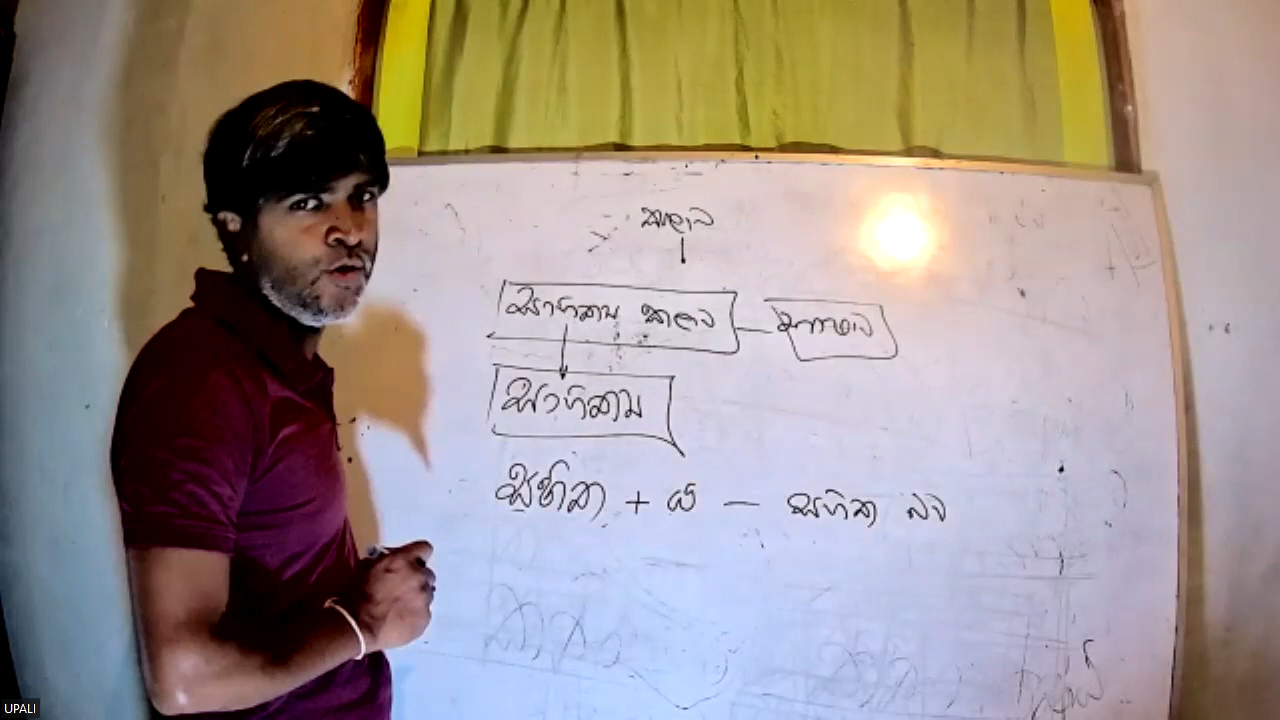 කලාව
සාහිත්‍ය කලාව — භාෂාව
සාහිත්‍ය
සහිත + ය — සහිත බව
UPALI